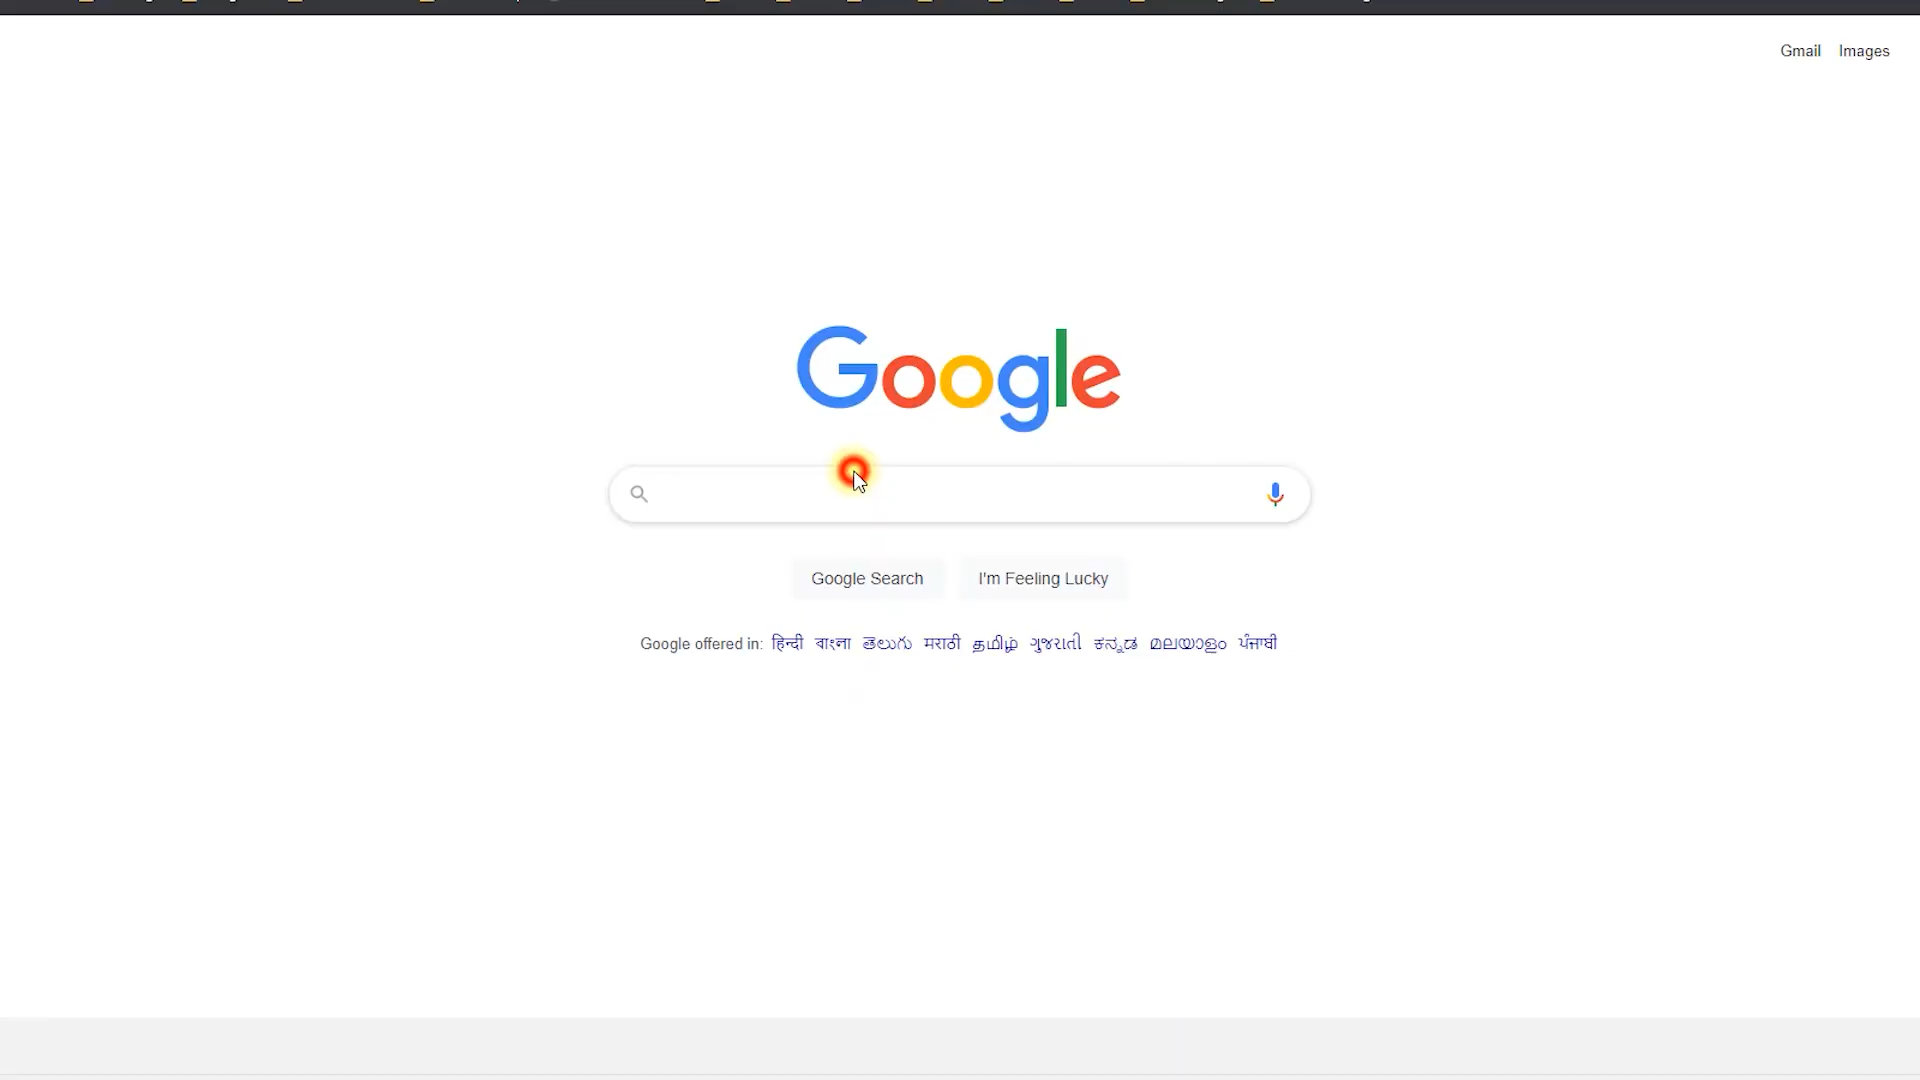 Gmail Images
Google
Google Search I'm Feeling Lucky
Google offered in: हिन्दी বাংলা తెలుగు मराठी தமிழ் ગુજરાતી ಕನ್ನಡ മലയാളം ਪੰਜਾਬੀ